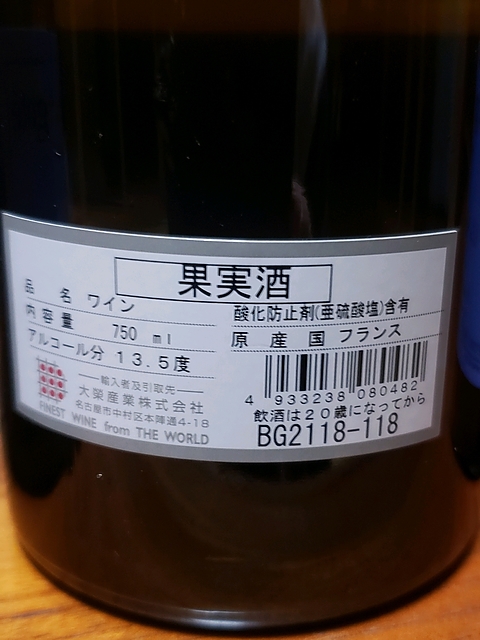 果実酒
品名 ワイン
内容量 750 ml
アルコール分 13.5度
輸入者及引取先
大榮産業株式会社
名古屋市中村区本陣通4-18
FINEST WINE from THE WORLD
酸化防止剤(亜硫酸塩)含有
原産国 フランス
4 933238 080482
飲酒は20歳になってから
BG2118-118